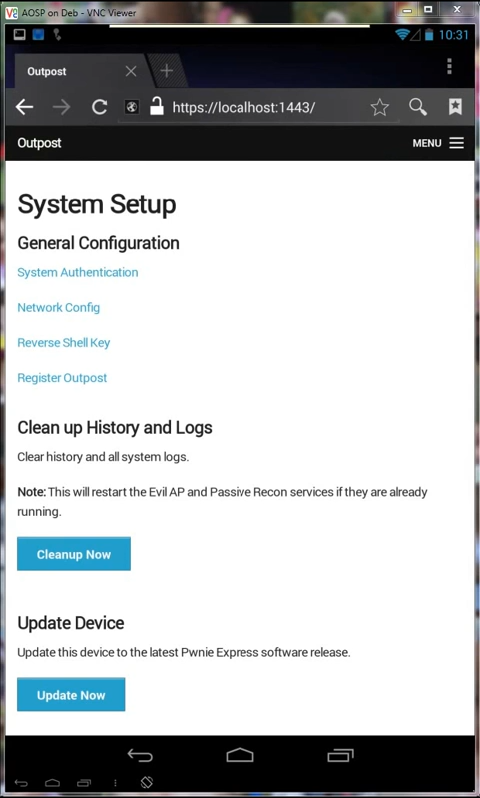 AOSP on Deb - VNC Viewer
10:31
Outpost
https://localhost:1443/
Outpost
MENU
System Setup
General Configuration
System Authentication
Network Config
Reverse Shell Key
Register Outpost
Clean up History and Logs
Clear history and all system logs.
Note: This will restart the Evil AP and Passive Recon services if they are already
running.
Cleanup Now
Update Device
Update this device to the latest Pwnie Express software release.
Update Now